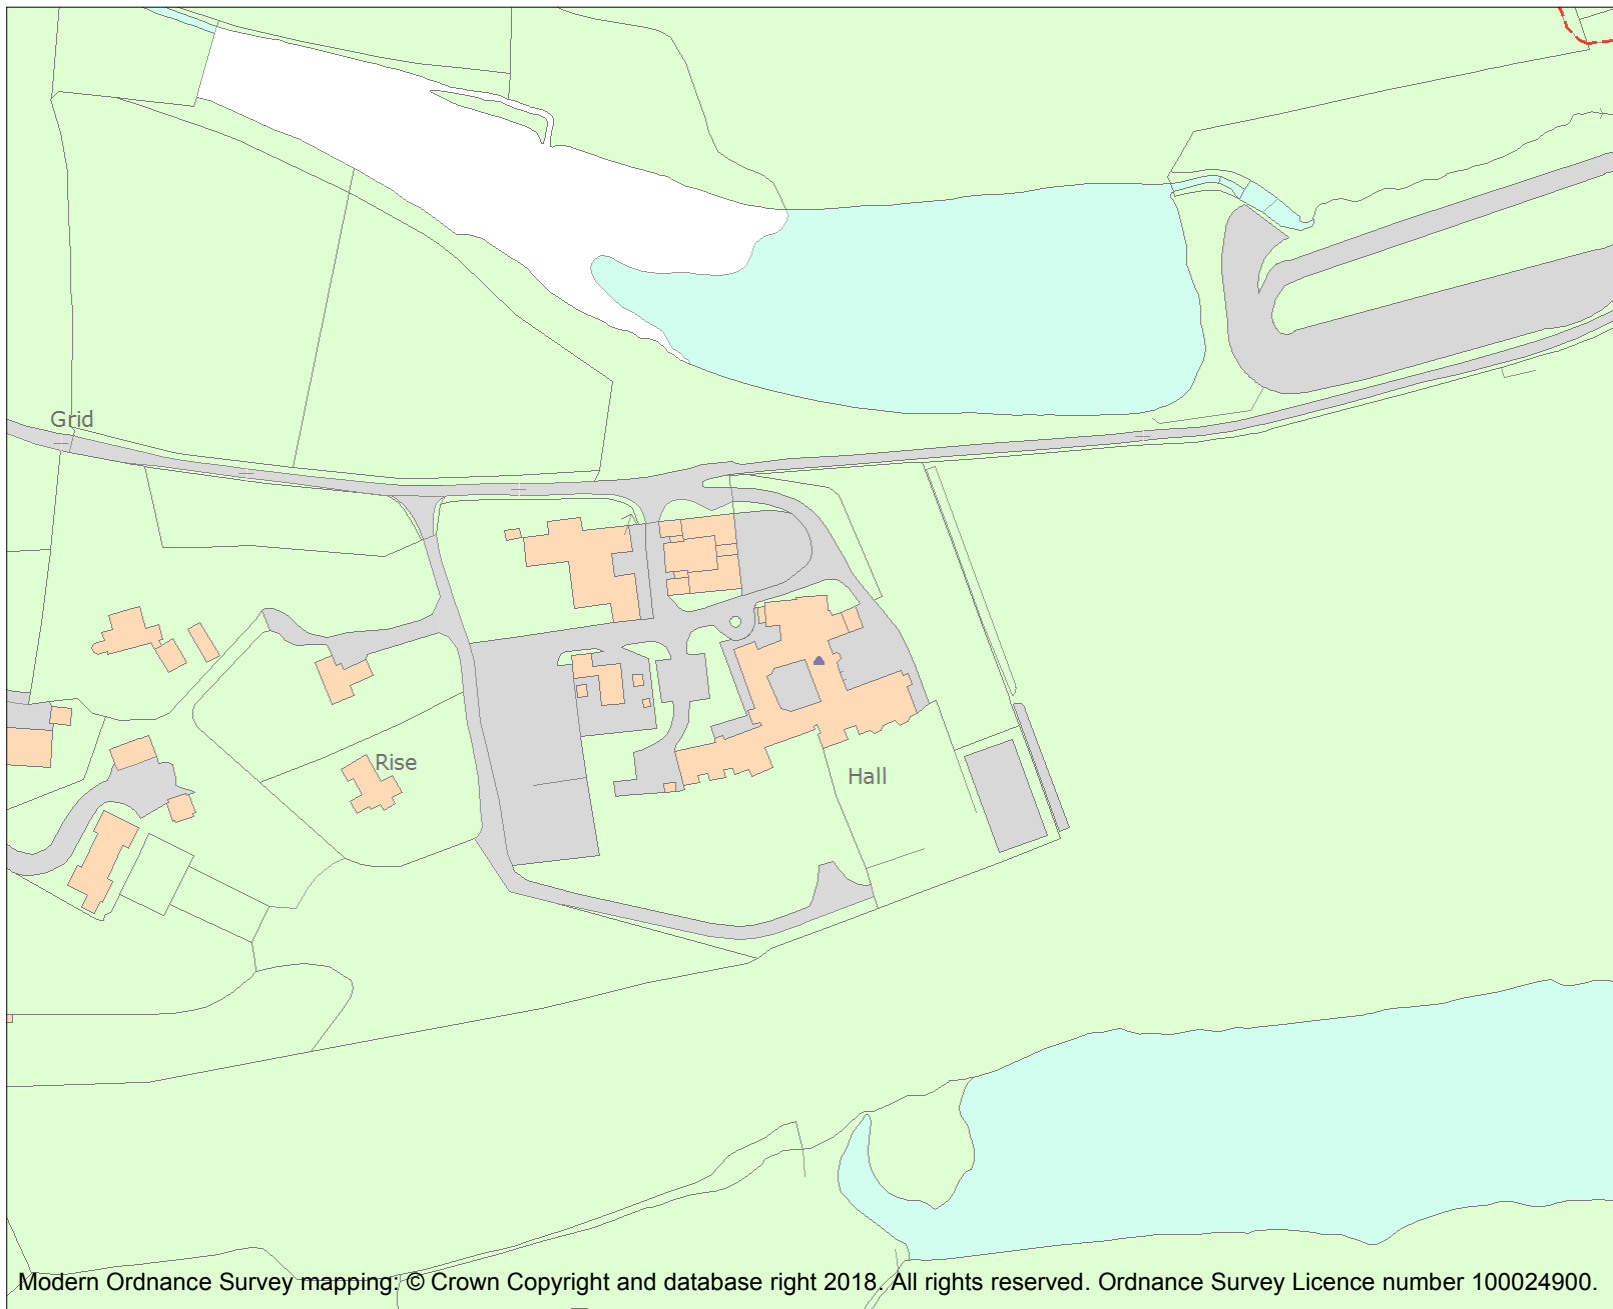 Grid
Rise
Hall
Modern Ordnance Survey mapping: © Crown Copyright and database right 2018. All rights reserved. Ordnance Survey Licence number 100024900.